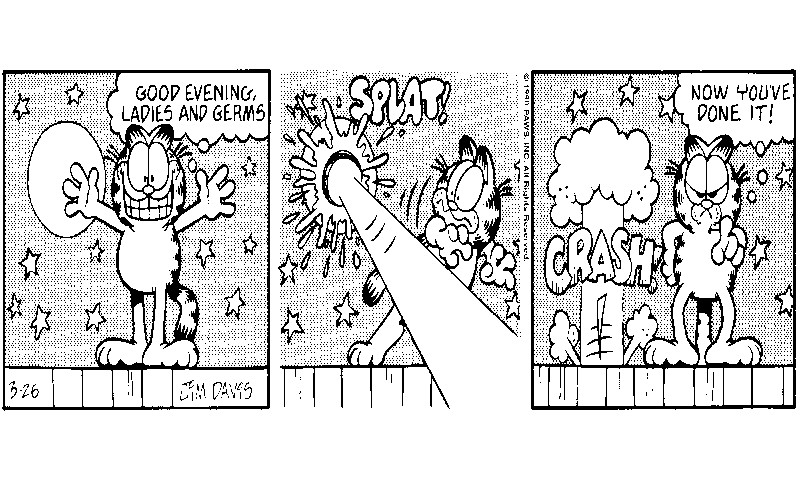 GOOD EVENING,
LADIES AND GERMS
3-26
JIM DAVIS
SPLAT!
© 1981 PAWS, INC. All Rights Reserved.
NOW YOU'VE
DONE IT!
CRASH!